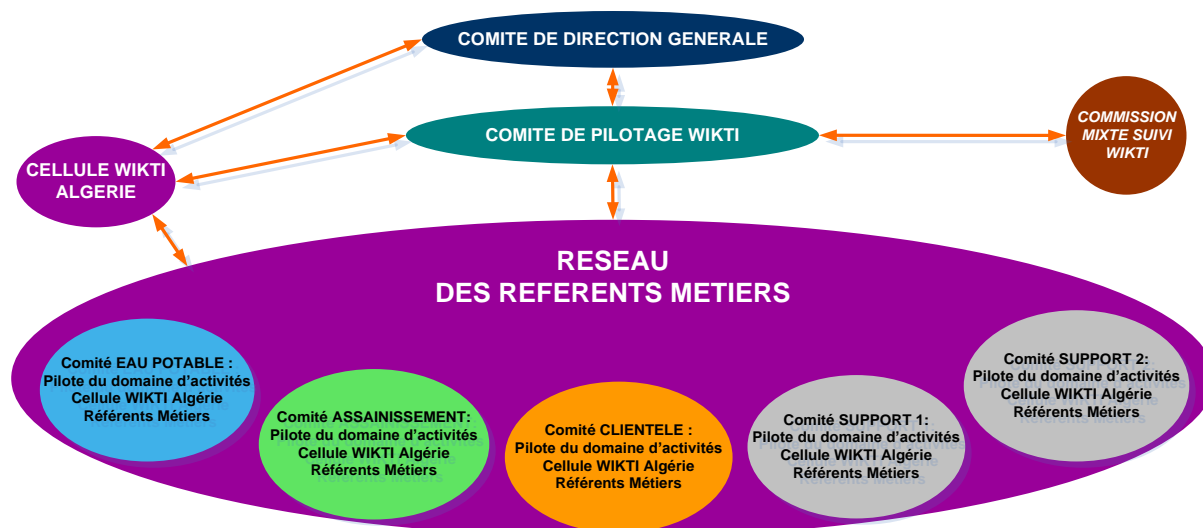 COMITE DE DIRECTION GENERALE
COMITE DE PILOTAGE WIKTI
COMMISSION
MIXTE SUIVI
WIKTI
CELLULE WIKTI
ALGERIE
RESEAU
DES REFERENTS METIERS
Comité EAU POTABLE :
Pilote du domaine d'activités
Cellule WIKTI Algérie
Référents Métiers
Comité ASSAINISSEMENT:
Pilote du domaine d'activités
Cellule WIKTI Algérie
Référents Métiers
Comité CLIENTELE :
Pilote du domaine d'activités
Cellule WIKTI Algérie
Référents Métiers
Comité SUPPORT 1:
Pilote du domaine d'activités
Cellule WIKTI Algérie
Référents Métiers
Comité SUPPORT 2:
Pilote du domaine d'activités
Cellule WIKTI Algérie
Référents Métiers